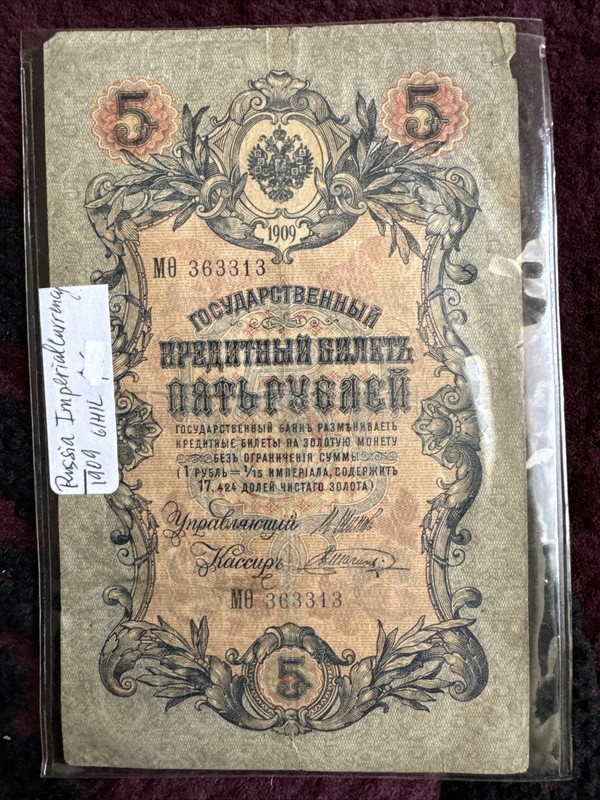 5 5
1909
МѲ 363313
ГОСУДАРСТВЕННЫЙ
КРЕДИТНЫЙ БИЛЕТЪ
ПЯТЬ РУБЛЕЙ
ГОСУДАРСТВЕННЫЙ БАНКЪ РАЗМѢНИВАЕТЪ
КРЕДИТНЫЕ БИЛЕТЫ НА ЗОЛОТУЮ МОНЕТУ
БЕЗЪ ОГРАНИЧЕНІЯ СУММЫ
(1 РУБЛЬ = 1/15 ИМПЕРІАЛА, СОДЕРЖИТЪ
17,424 ДОЛЕЙ ЧИСТАГО ЗОЛОТА)
Управляющій
Кассиръ
МѲ 363313
5
Russia Imperial Currency
1909